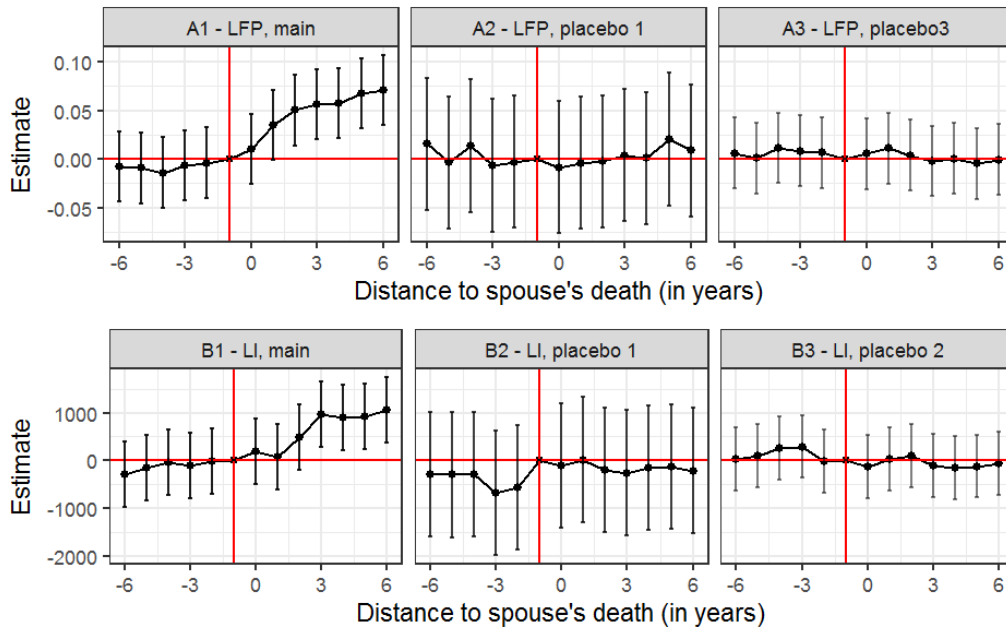 A1 - LFP, main
A2 - LFP, placebo 1
A3 - LFP, placebo3
0.10
0.05
0.00
-0.05
Estimate
-6 -3 0 3 6
-6 -3 0 3 6
-6 -3 0 3 6
Distance to spouse's death (in years)
B1 - LI, main
B2 - LI, placebo 1
B3 - LI, placebo 2
1000
0
-1000
-2000
Estimate
-6 -3 0 3 6
-6 -3 0 3 6
-6 -3 0 3 6
Distance to spouse's death (in years)